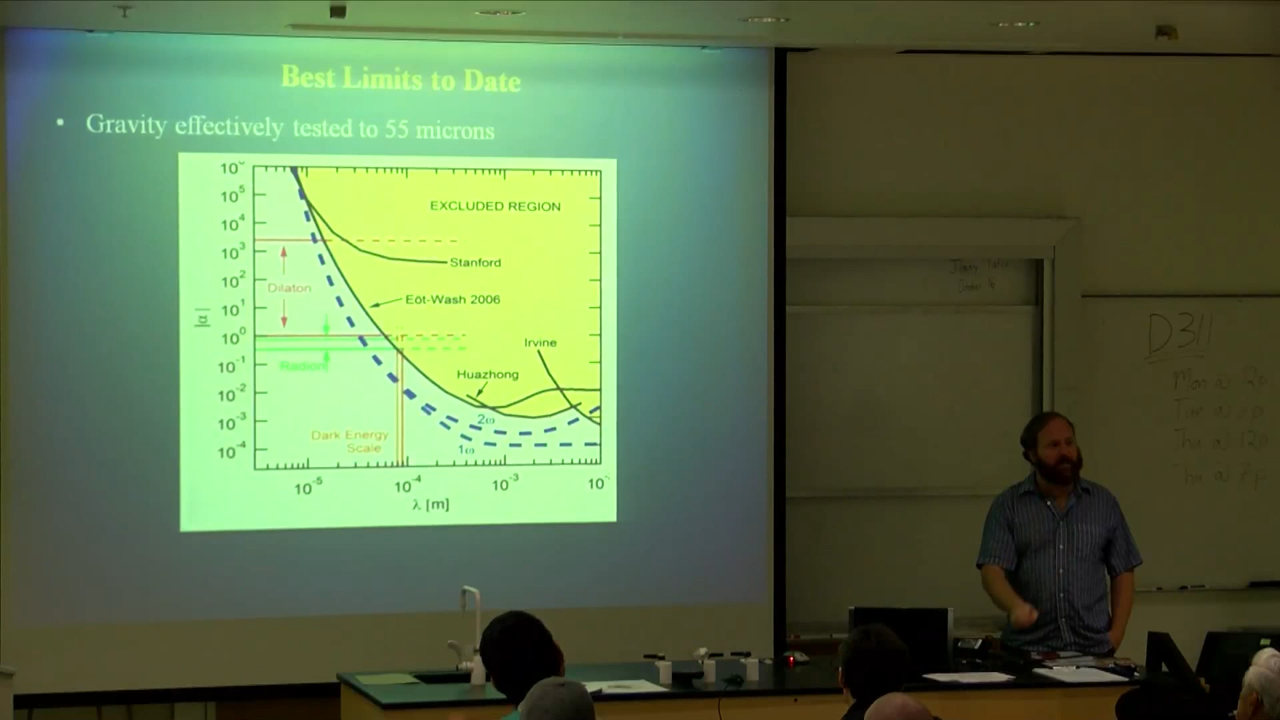 Best Limits to Date
• Gravity effectively tested to 55 microns
EXCLUDED REGION
10⁵
10⁴
10³
10²
10¹
10⁰
10⁻¹
10⁻²
10⁻³
10⁻⁴
|α|
Stanford
Dilaton
Eöt-Wash 2006
Irvine
Radion
Huazhong
2ω
1ω
Dark Energy
Scale
10⁻⁵
10⁻⁴
10⁻³
λ [m]
D311